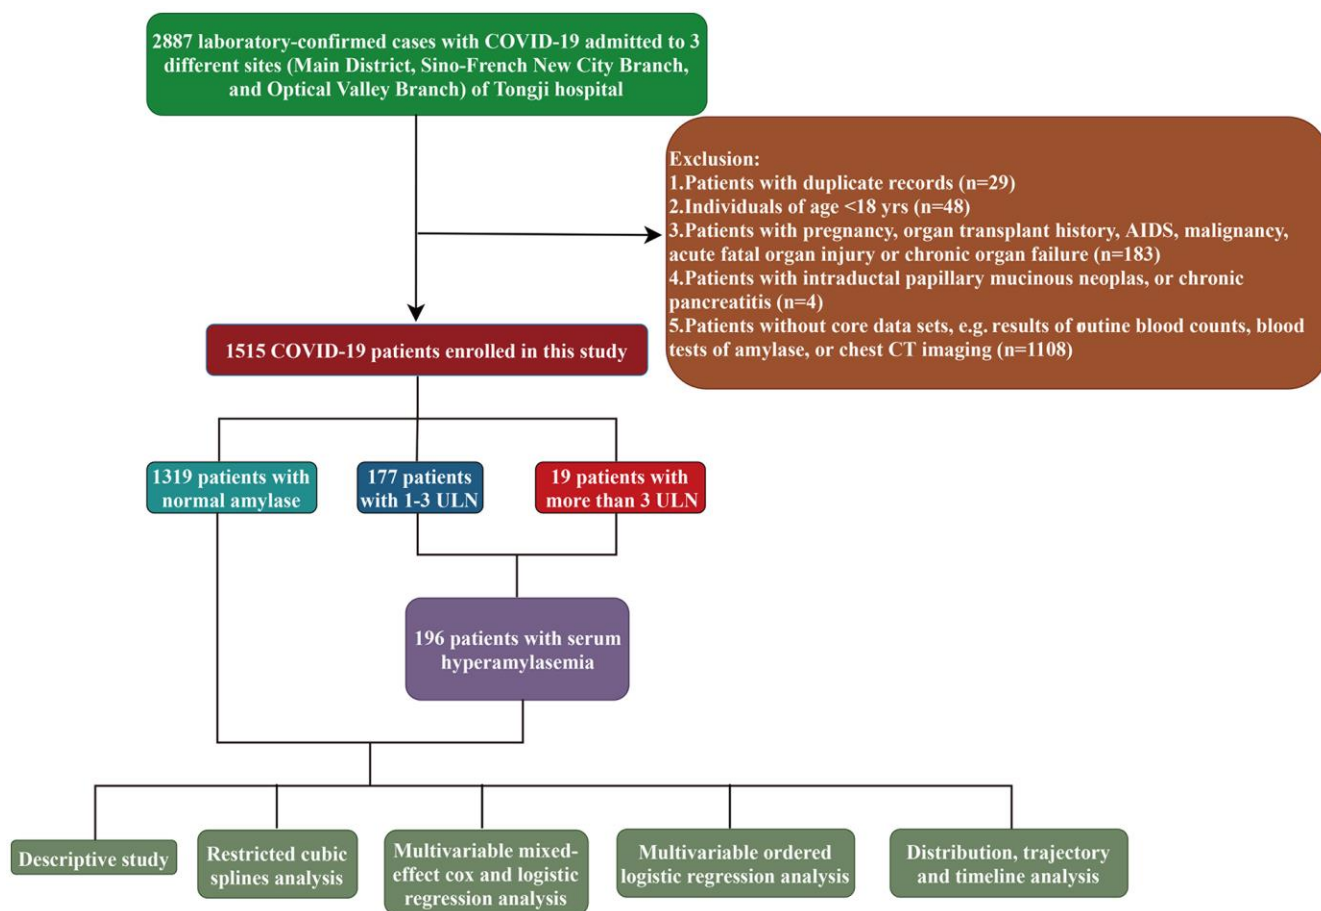 2887 laboratory-confirmed cases with COVID-19 admitted to 3
different sites (Main District, Sino-French New City Branch,
and Optical Valley Branch) of Tongji hospital
Exclusion:
1.Patients with duplicate records (n=29)
2.Individuals of age <18 yrs (n=48)
3.Patients with pregnancy, organ transplant history, AIDS, malignancy,
acute fatal organ injury or chronic organ failure (n=183)
4.Patients with intraductal papillary mucinous neoplas, or chronic
pancreatitis (n=4)
5.Patients without core data sets, e.g. results of routine blood counts, blood
tests of amylase, or chest CT imaging (n=1108)
1515 COVID-19 patients enrolled in this study
1319 patients with
normal amylase
177 patients
with 1-3 ULN
19 patients with
more than 3 ULN
196 patients with serum
hyperamylasemia
Descriptive study
Restricted cubic
splines analysis
Multivariable mixed-
effect cox and logistic
regression analysis
Multivariable ordered
logistic regression analysis
Distribution, trajectory
and timeline analysis